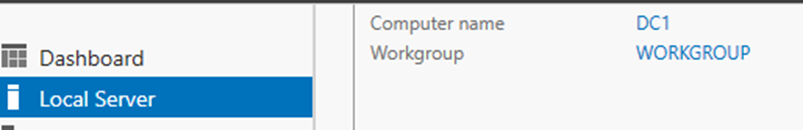 Computer name DC1
Workgroup WORKGROUP
Dashboard
Local Server